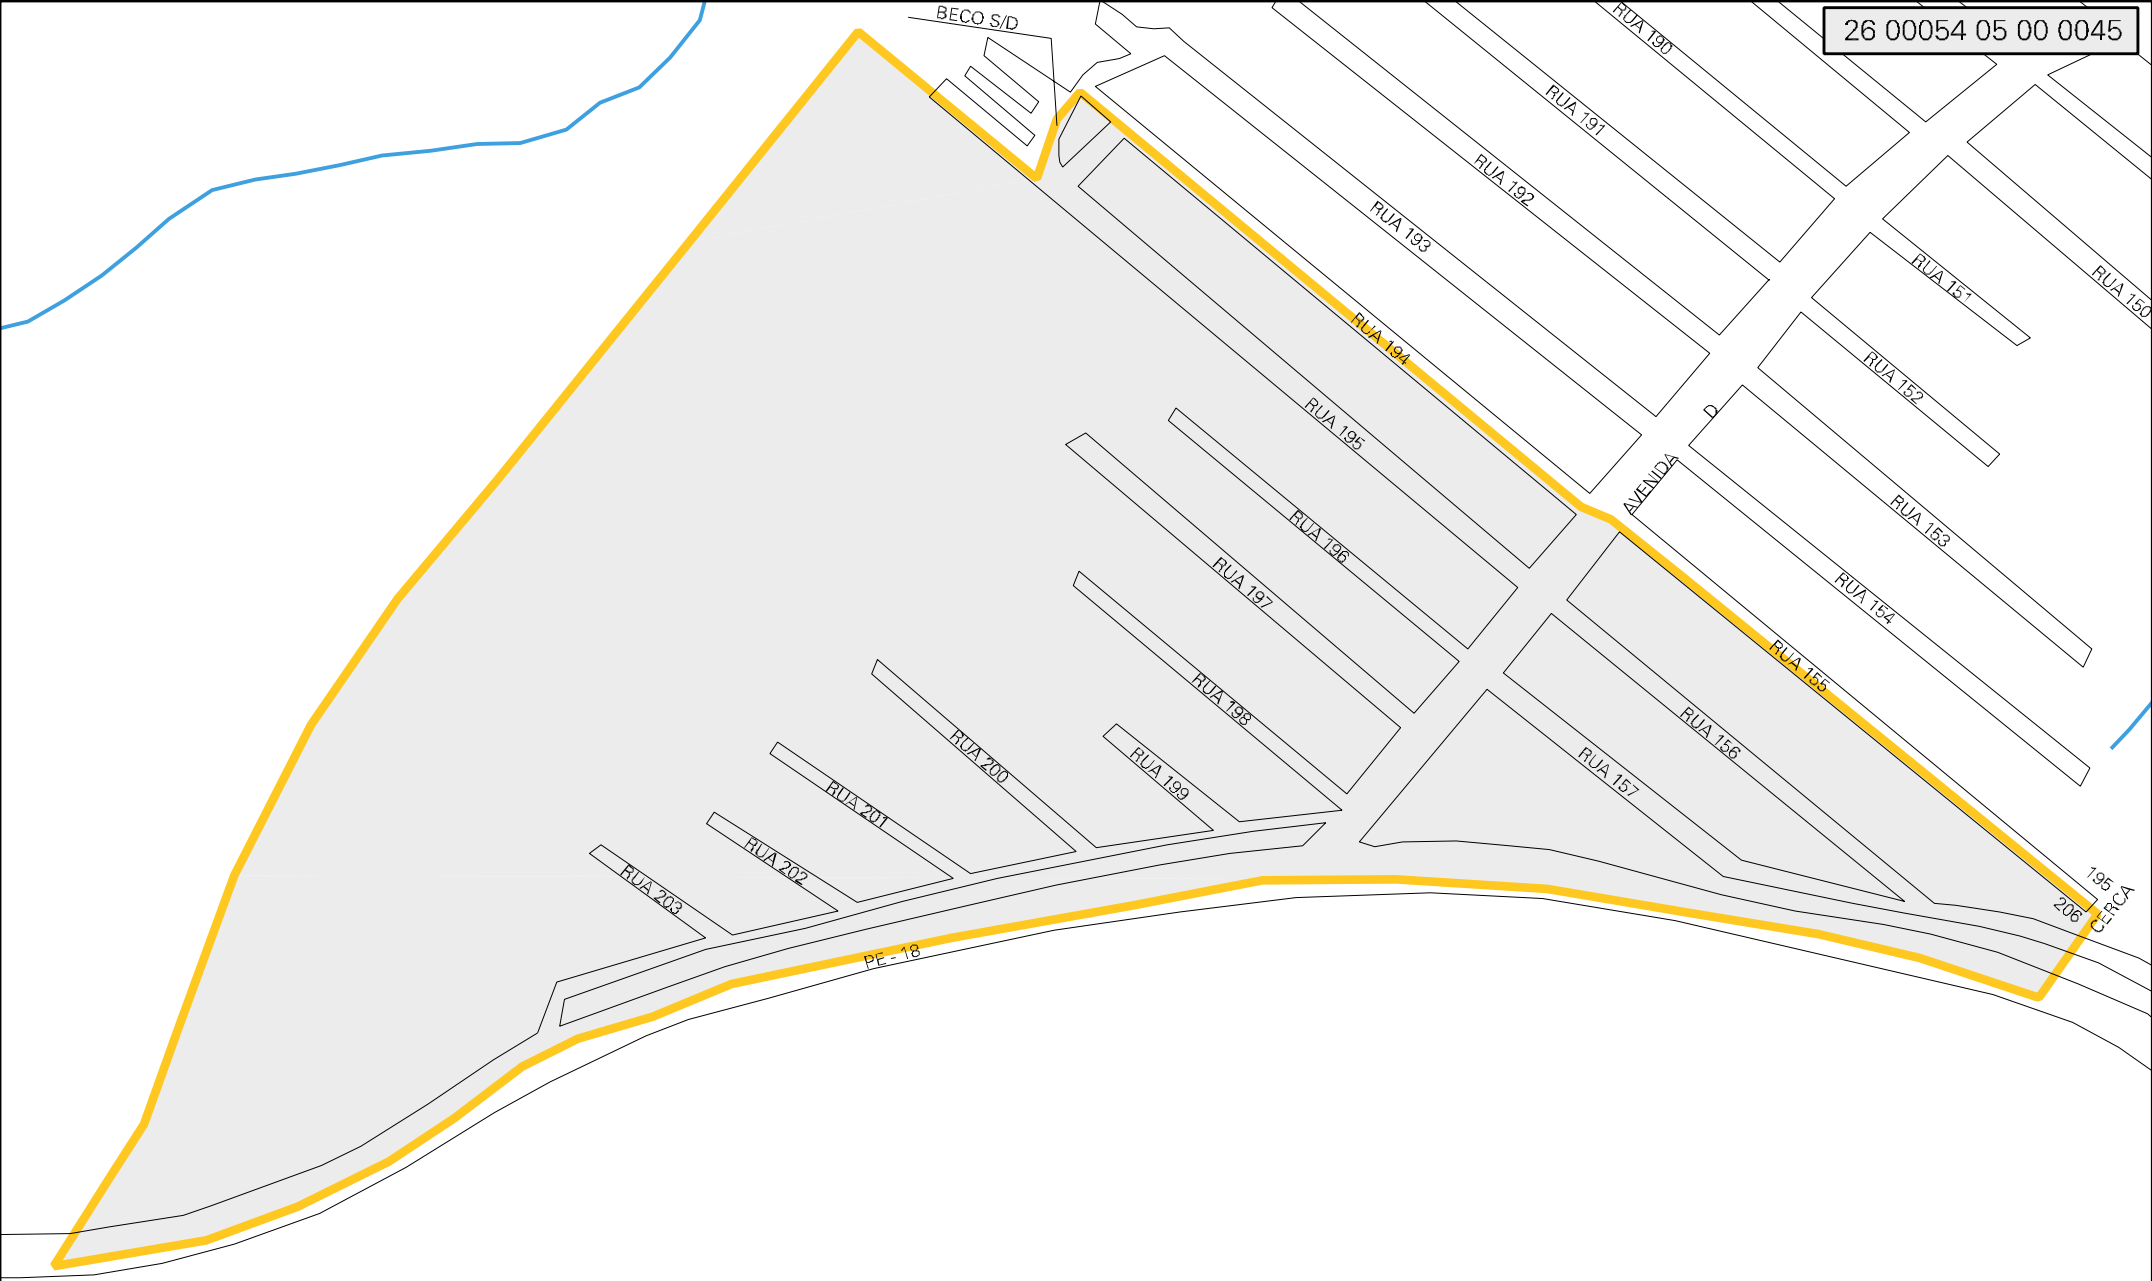 BECO S/D
RUA 190
26 00054 05 00 0045
RUA 191
RUA 192
RUA 193
RUA 151
RUA 150
RUA 194
RUA 152
RUA 195
AVENIDA D
RUA 196
RUA 153
RUA 197
RUA 154
RUA 155
RUA 198
RUA 156
RUA 200
RUA 199
RUA 157
RUA 201
RUA 202
RUA 203
195
206
CERCA
PE - 18